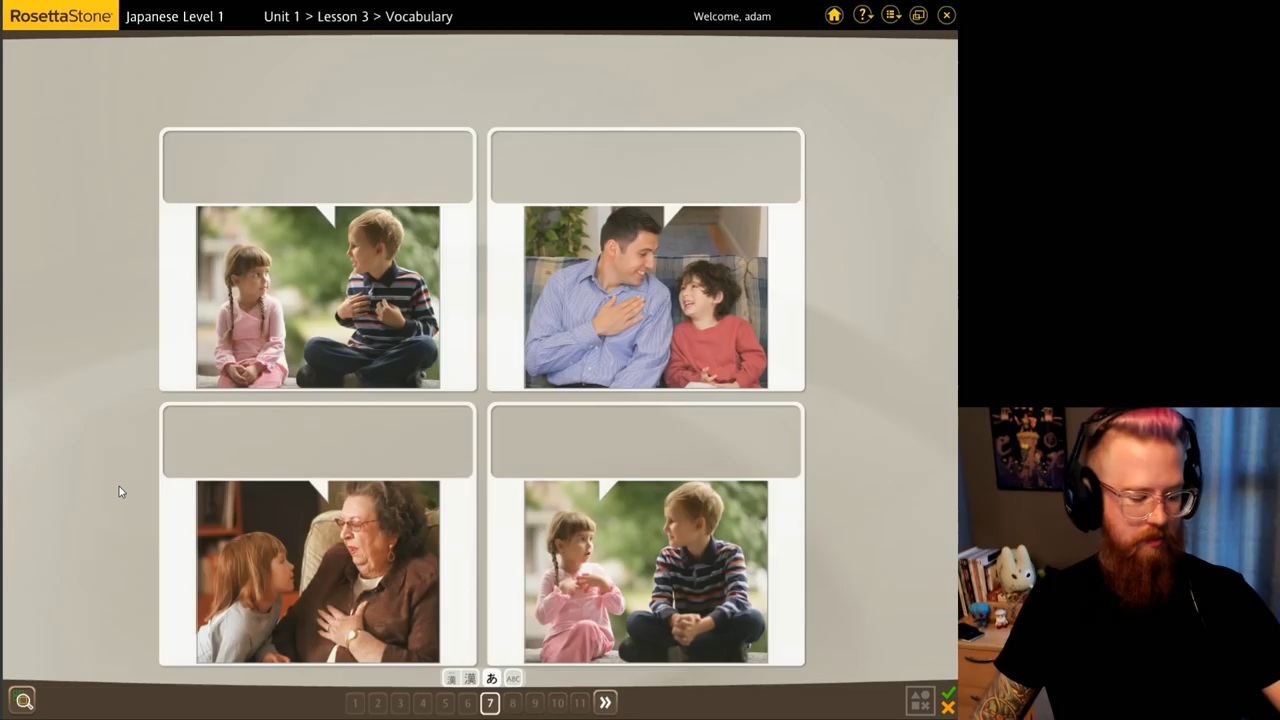 RosettaStone
Japanese Level 1
Unit 1 > Lesson 3 > Vocabulary
Welcome, adam
?
漢 漢 あ ABC
1 2 3 4 5 6 7 8 9 10 11